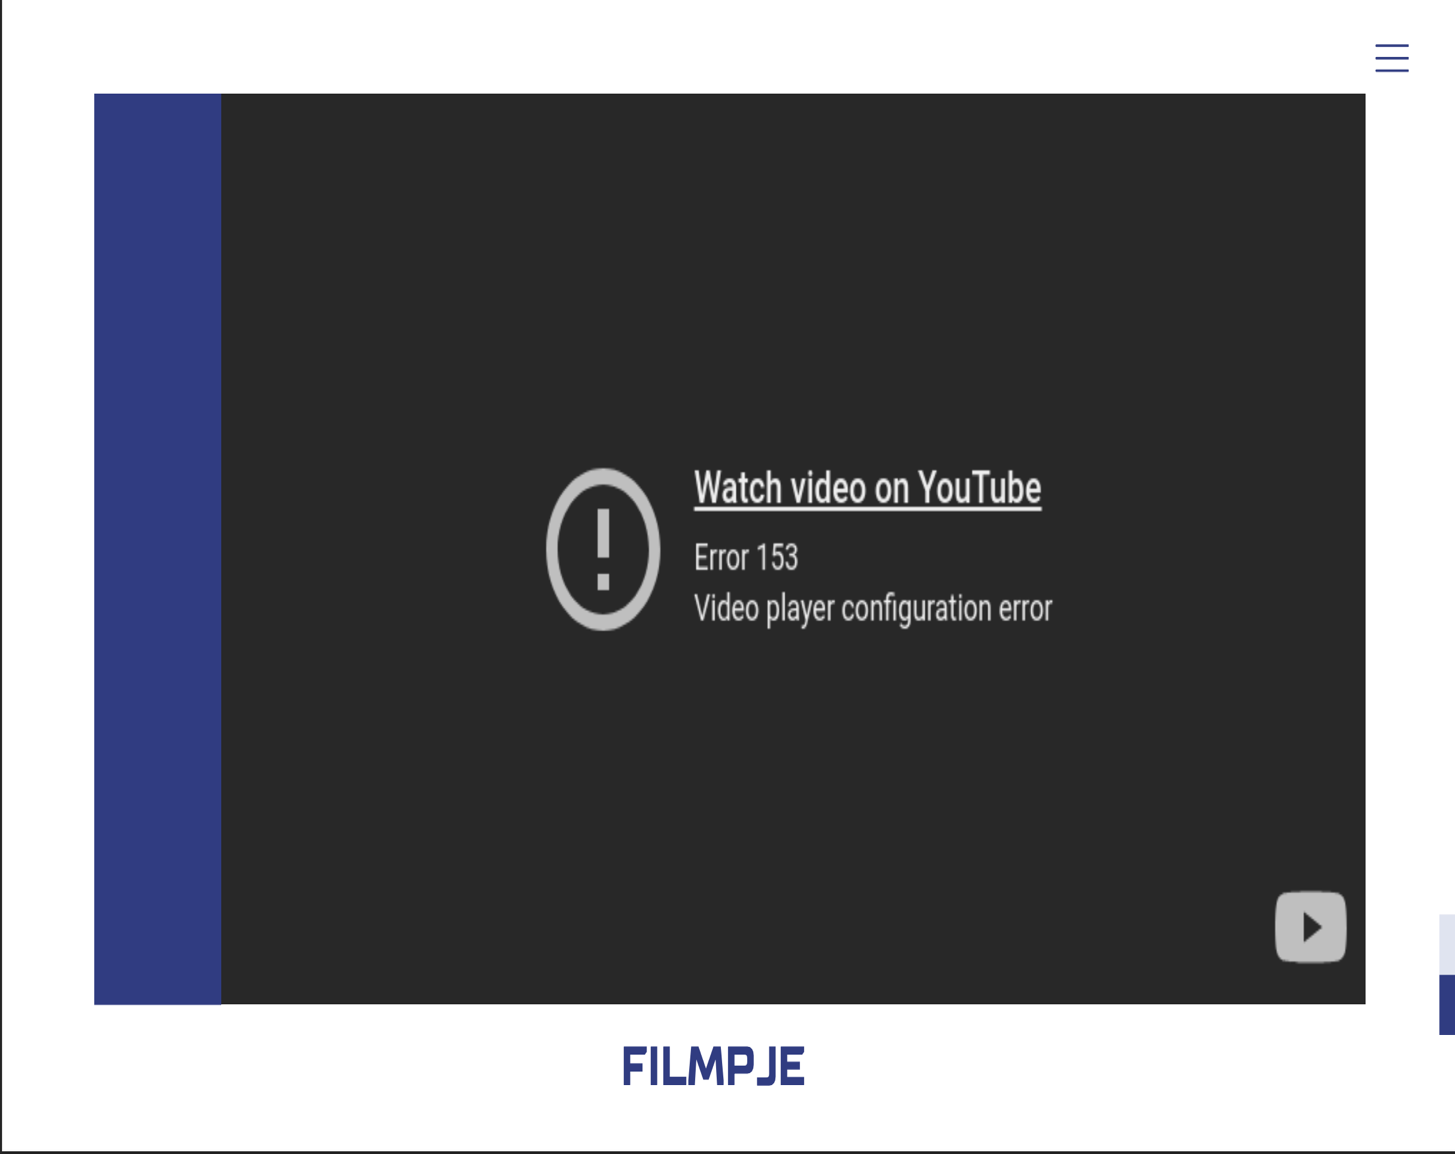 Watch video on YouTube
Error 153
Video player configuration error
FILMPJE